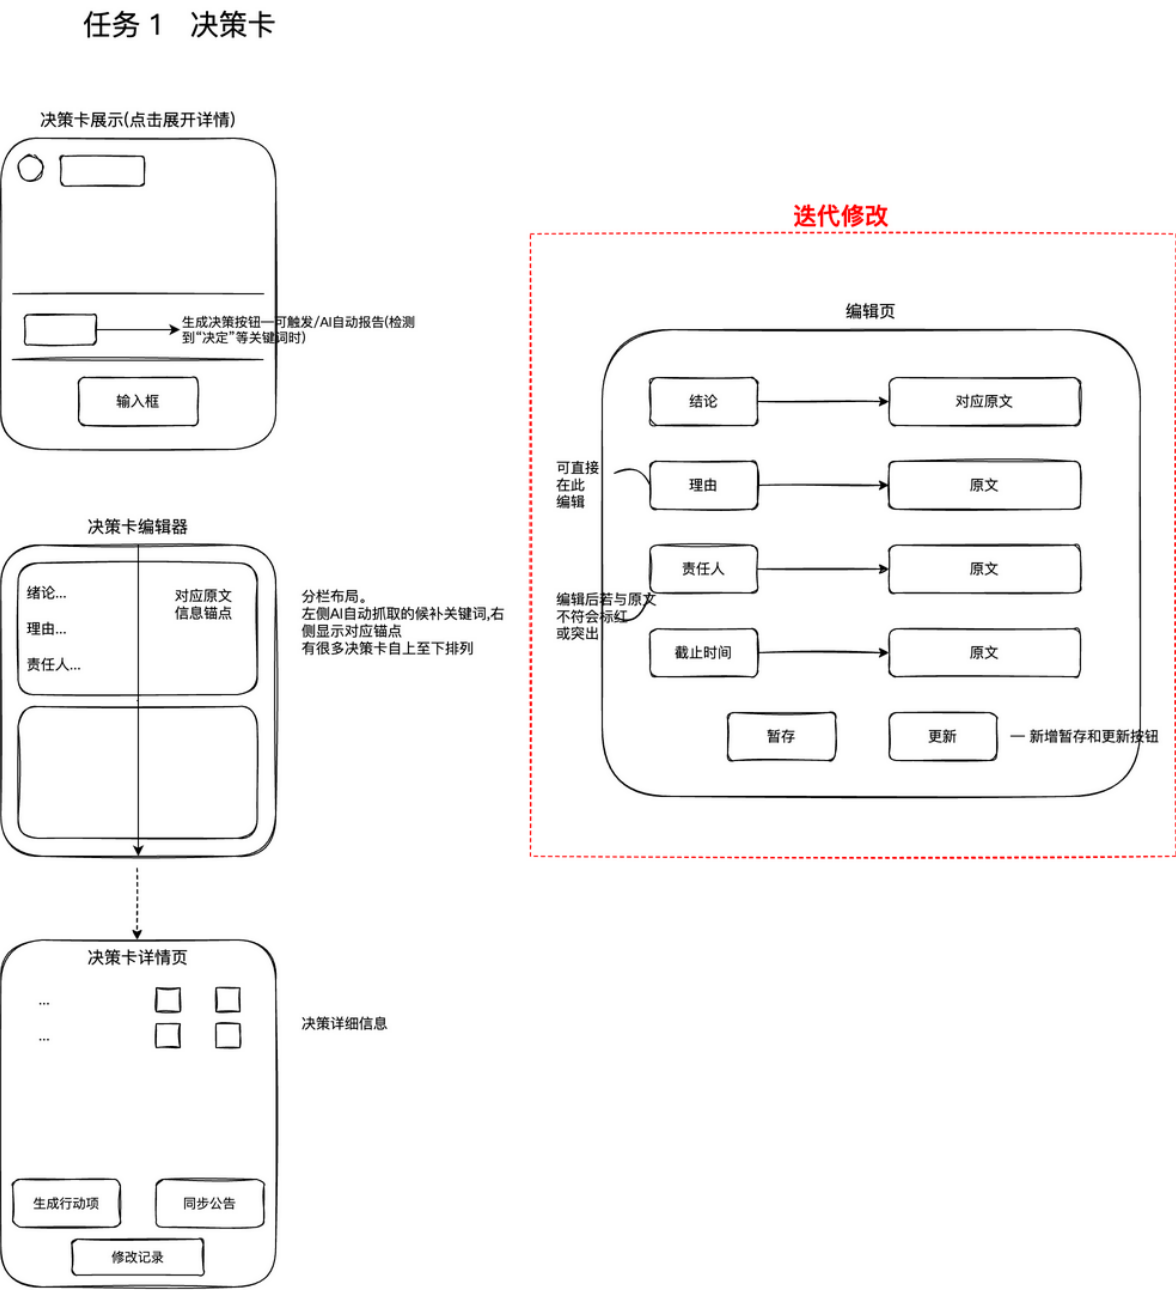 任务 1 决策卡
决策卡展示(点击展开详情)
生成决策按钮—可触发/AI自动报告(检测
到“决定”等关键词时)
输入框
决策卡编辑器
绪论...
理由...
责任人...
对应原文
信息锚点
分栏布局。
左侧AI自动抓取的候补关键词,右
侧显示对应锚点
有很多决策卡自上至下排列
决策卡详情页
...
...
决策详细信息
生成行动项
同步公告
修改记录
迭代修改
编辑页
结论
对应原文
可直接
在此
编辑
理由
原文
责任人
原文
编辑后若与原文
不符会标红
或突出
截止时间
原文
暂存
更新
— 新增暂存和更新按钮